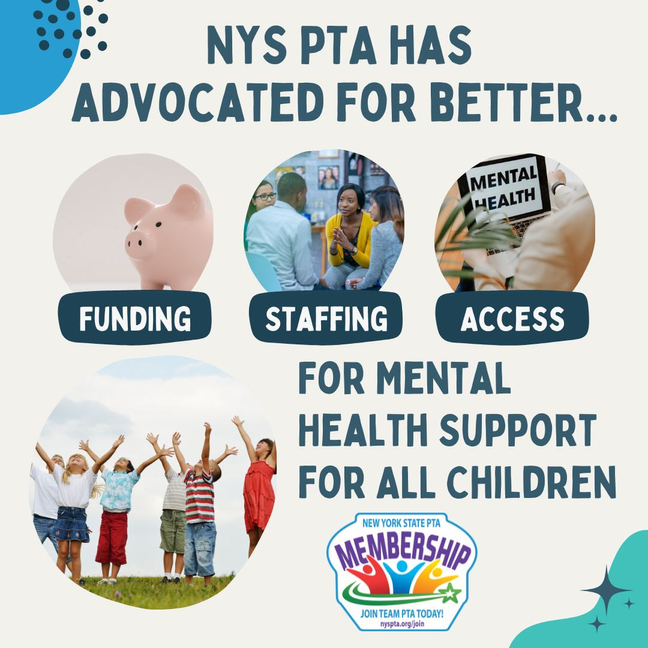 NYS PTA HAS
ADVOCATED FOR BETTER...
MENTAL
HEALTH
FUNDING
STAFFING
ACCESS
FOR MENTAL
HEALTH SUPPORT
FOR ALL CHILDREN
NEW YORK STATE PTA
MEMBERSHIP
JOIN TEAM PTA TODAY!
nyspta.org/join